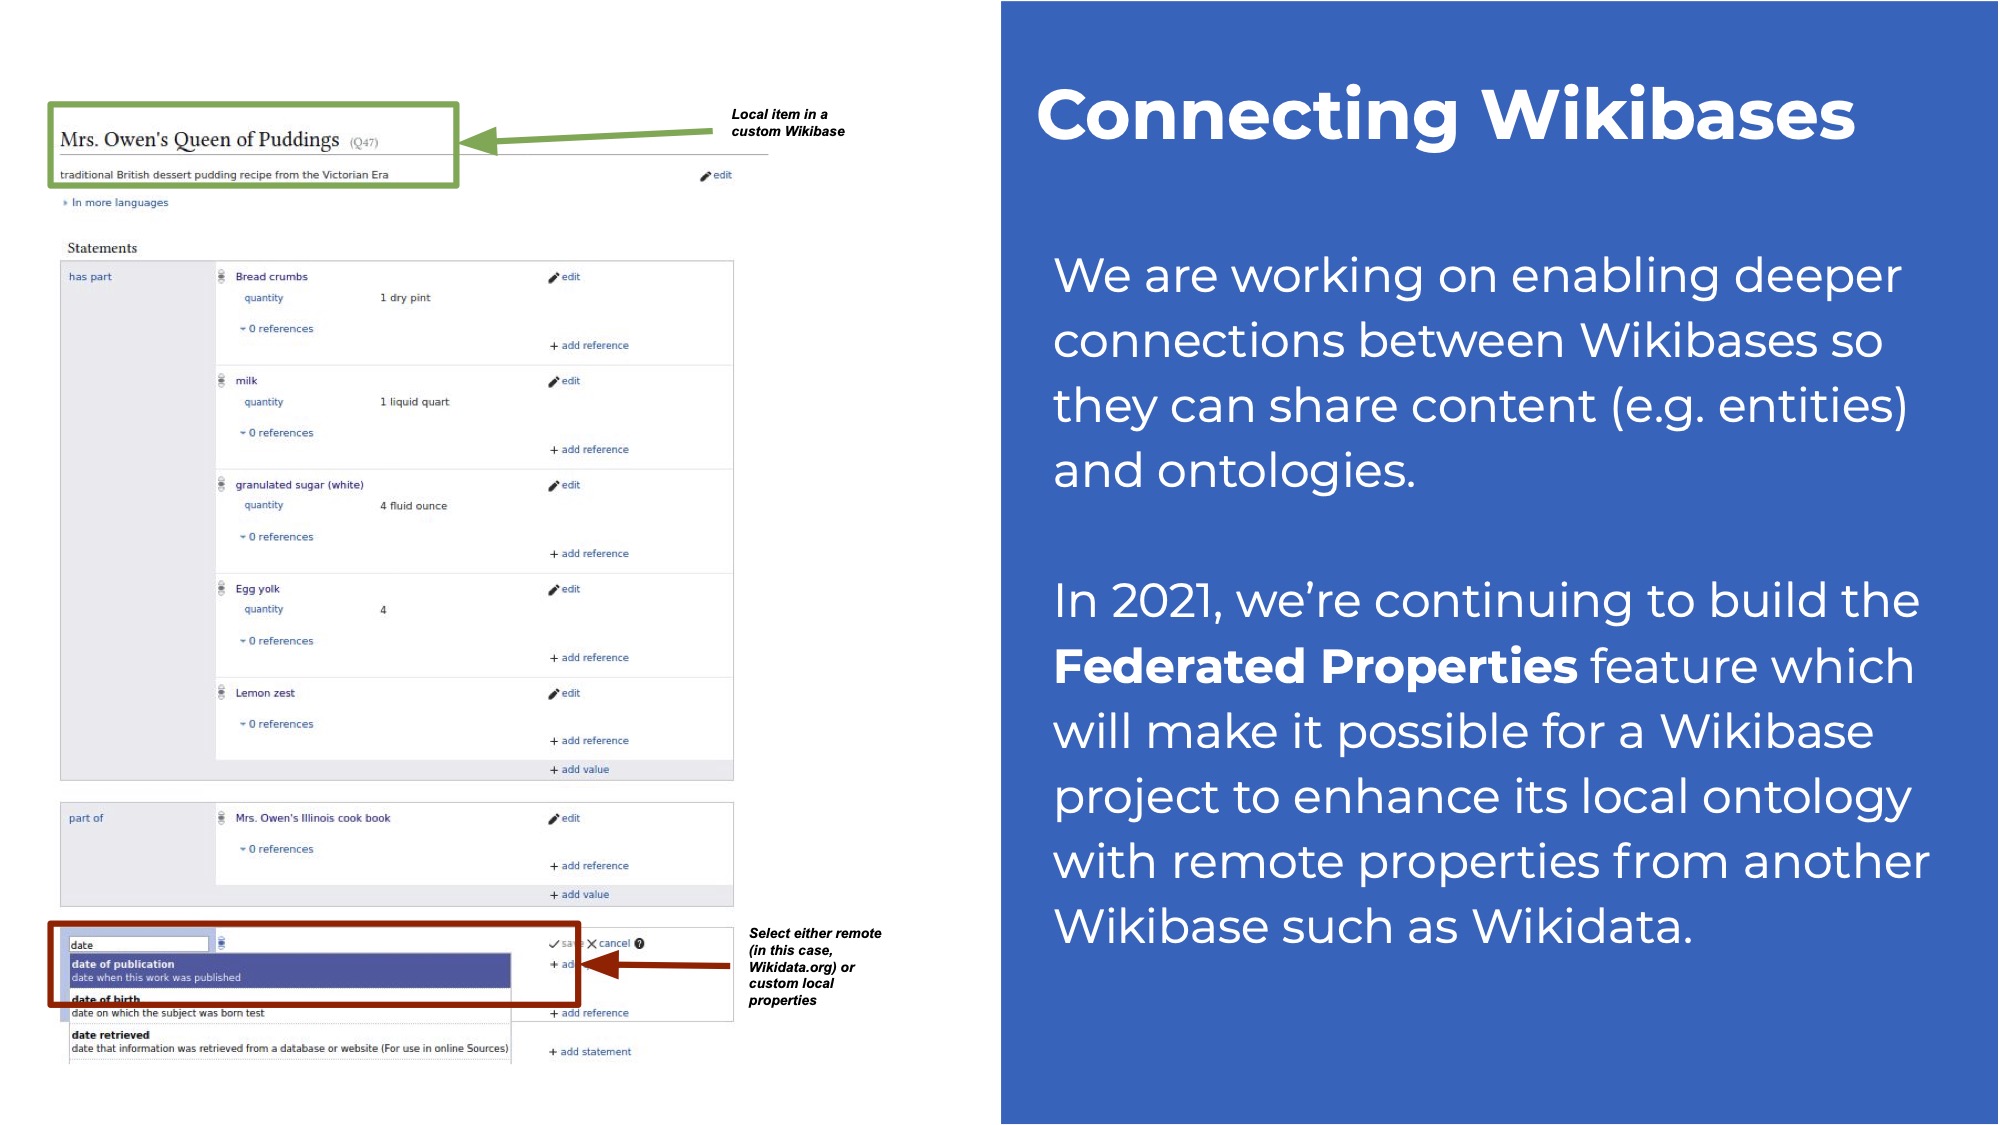 Mrs. Owen's Queen of Puddings (Q47)
traditional British dessert pudding recipe from the Victorian Era
edit
In more languages
Local item in a
custom Wikibase
Statements
has part
Bread crumbs
edit
quantity 1 dry pint
0 references
+ add reference
milk
edit
quantity 1 liquid quart
0 references
+ add reference
granulated sugar (white)
edit
quantity 4 fluid ounce
0 references
+ add reference
Egg yolk
edit
quantity 4
0 references
+ add reference
Lemon zest
edit
0 references
+ add reference
+ add value
part of
Mrs. Owen's Illinois cook book
edit
0 references
+ add reference
+ add value
date
save cancel
date of publication
date when this work was published
date of birth
date on which the subject was born test
+ add reference
date retrieved
date that information was retrieved from a database or website (For use in online Sources)
+ add statement
Select either remote
(in this case,
Wikidata.org) or
custom local
properties
Connecting Wikibases
We are working on enabling deeper
connections between Wikibases so
they can share content (e.g. entities)
and ontologies.
In 2021, we’re continuing to build the
Federated Properties feature which
will make it possible for a Wikibase
project to enhance its local ontology
with remote properties from another
Wikibase such as Wikidata.